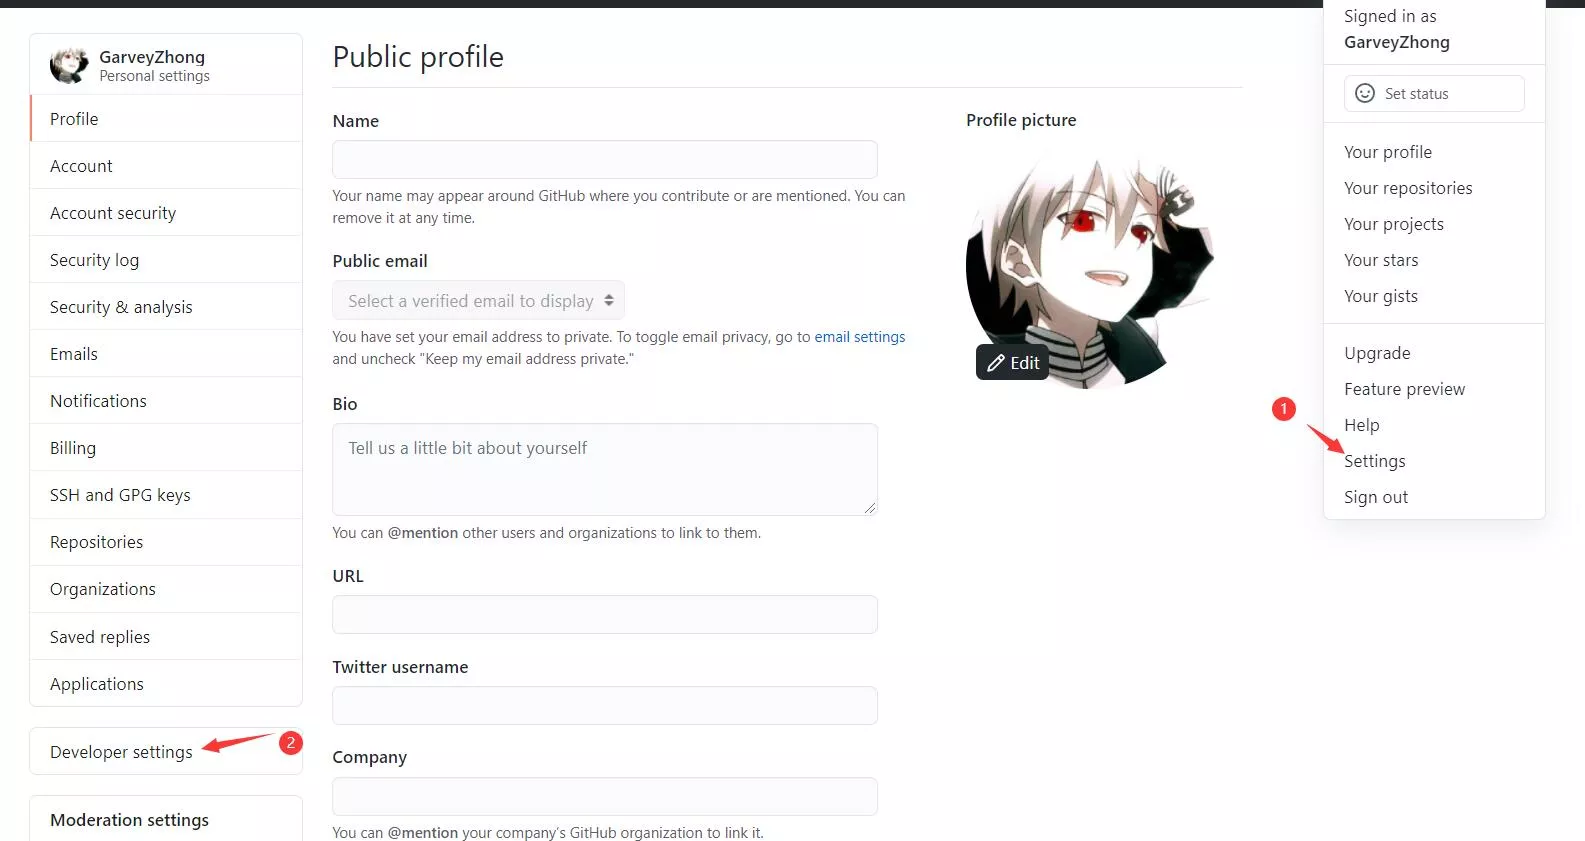 GarveyZhong
Personal settings
Profile
Account
Account security
Security log
Security & analysis
Emails
Notifications
Billing
SSH and GPG keys
Repositories
Organizations
Saved replies
Applications
Developer settings
2
Moderation settings
Public profile
Name
Your name may appear around GitHub where you contribute or are mentioned. You can
remove it at any time.
Public email
Select a verified email to display
You have set your email address to private. To toggle email privacy, go to email settings
and uncheck "Keep my email address private."
Bio
Tell us a little bit about yourself
You can @mention other users and organizations to link to them.
URL
Twitter username
Company
You can @mention your company's GitHub organization to link it.
Profile picture
Edit
Signed in as
GarveyZhong
Set status
Your profile
Your repositories
Your projects
Your stars
Your gists
Upgrade
Feature preview
1
Help
Settings
Sign out